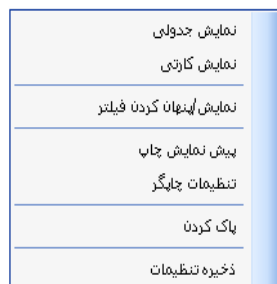 نمایش جدولی
نمایش کارتی
نمایش/پنهان کردن فیلتر
پیش نمایش چاپ
تنظیمات چاپگر
پاک کردن
ذخیره تنظیمات